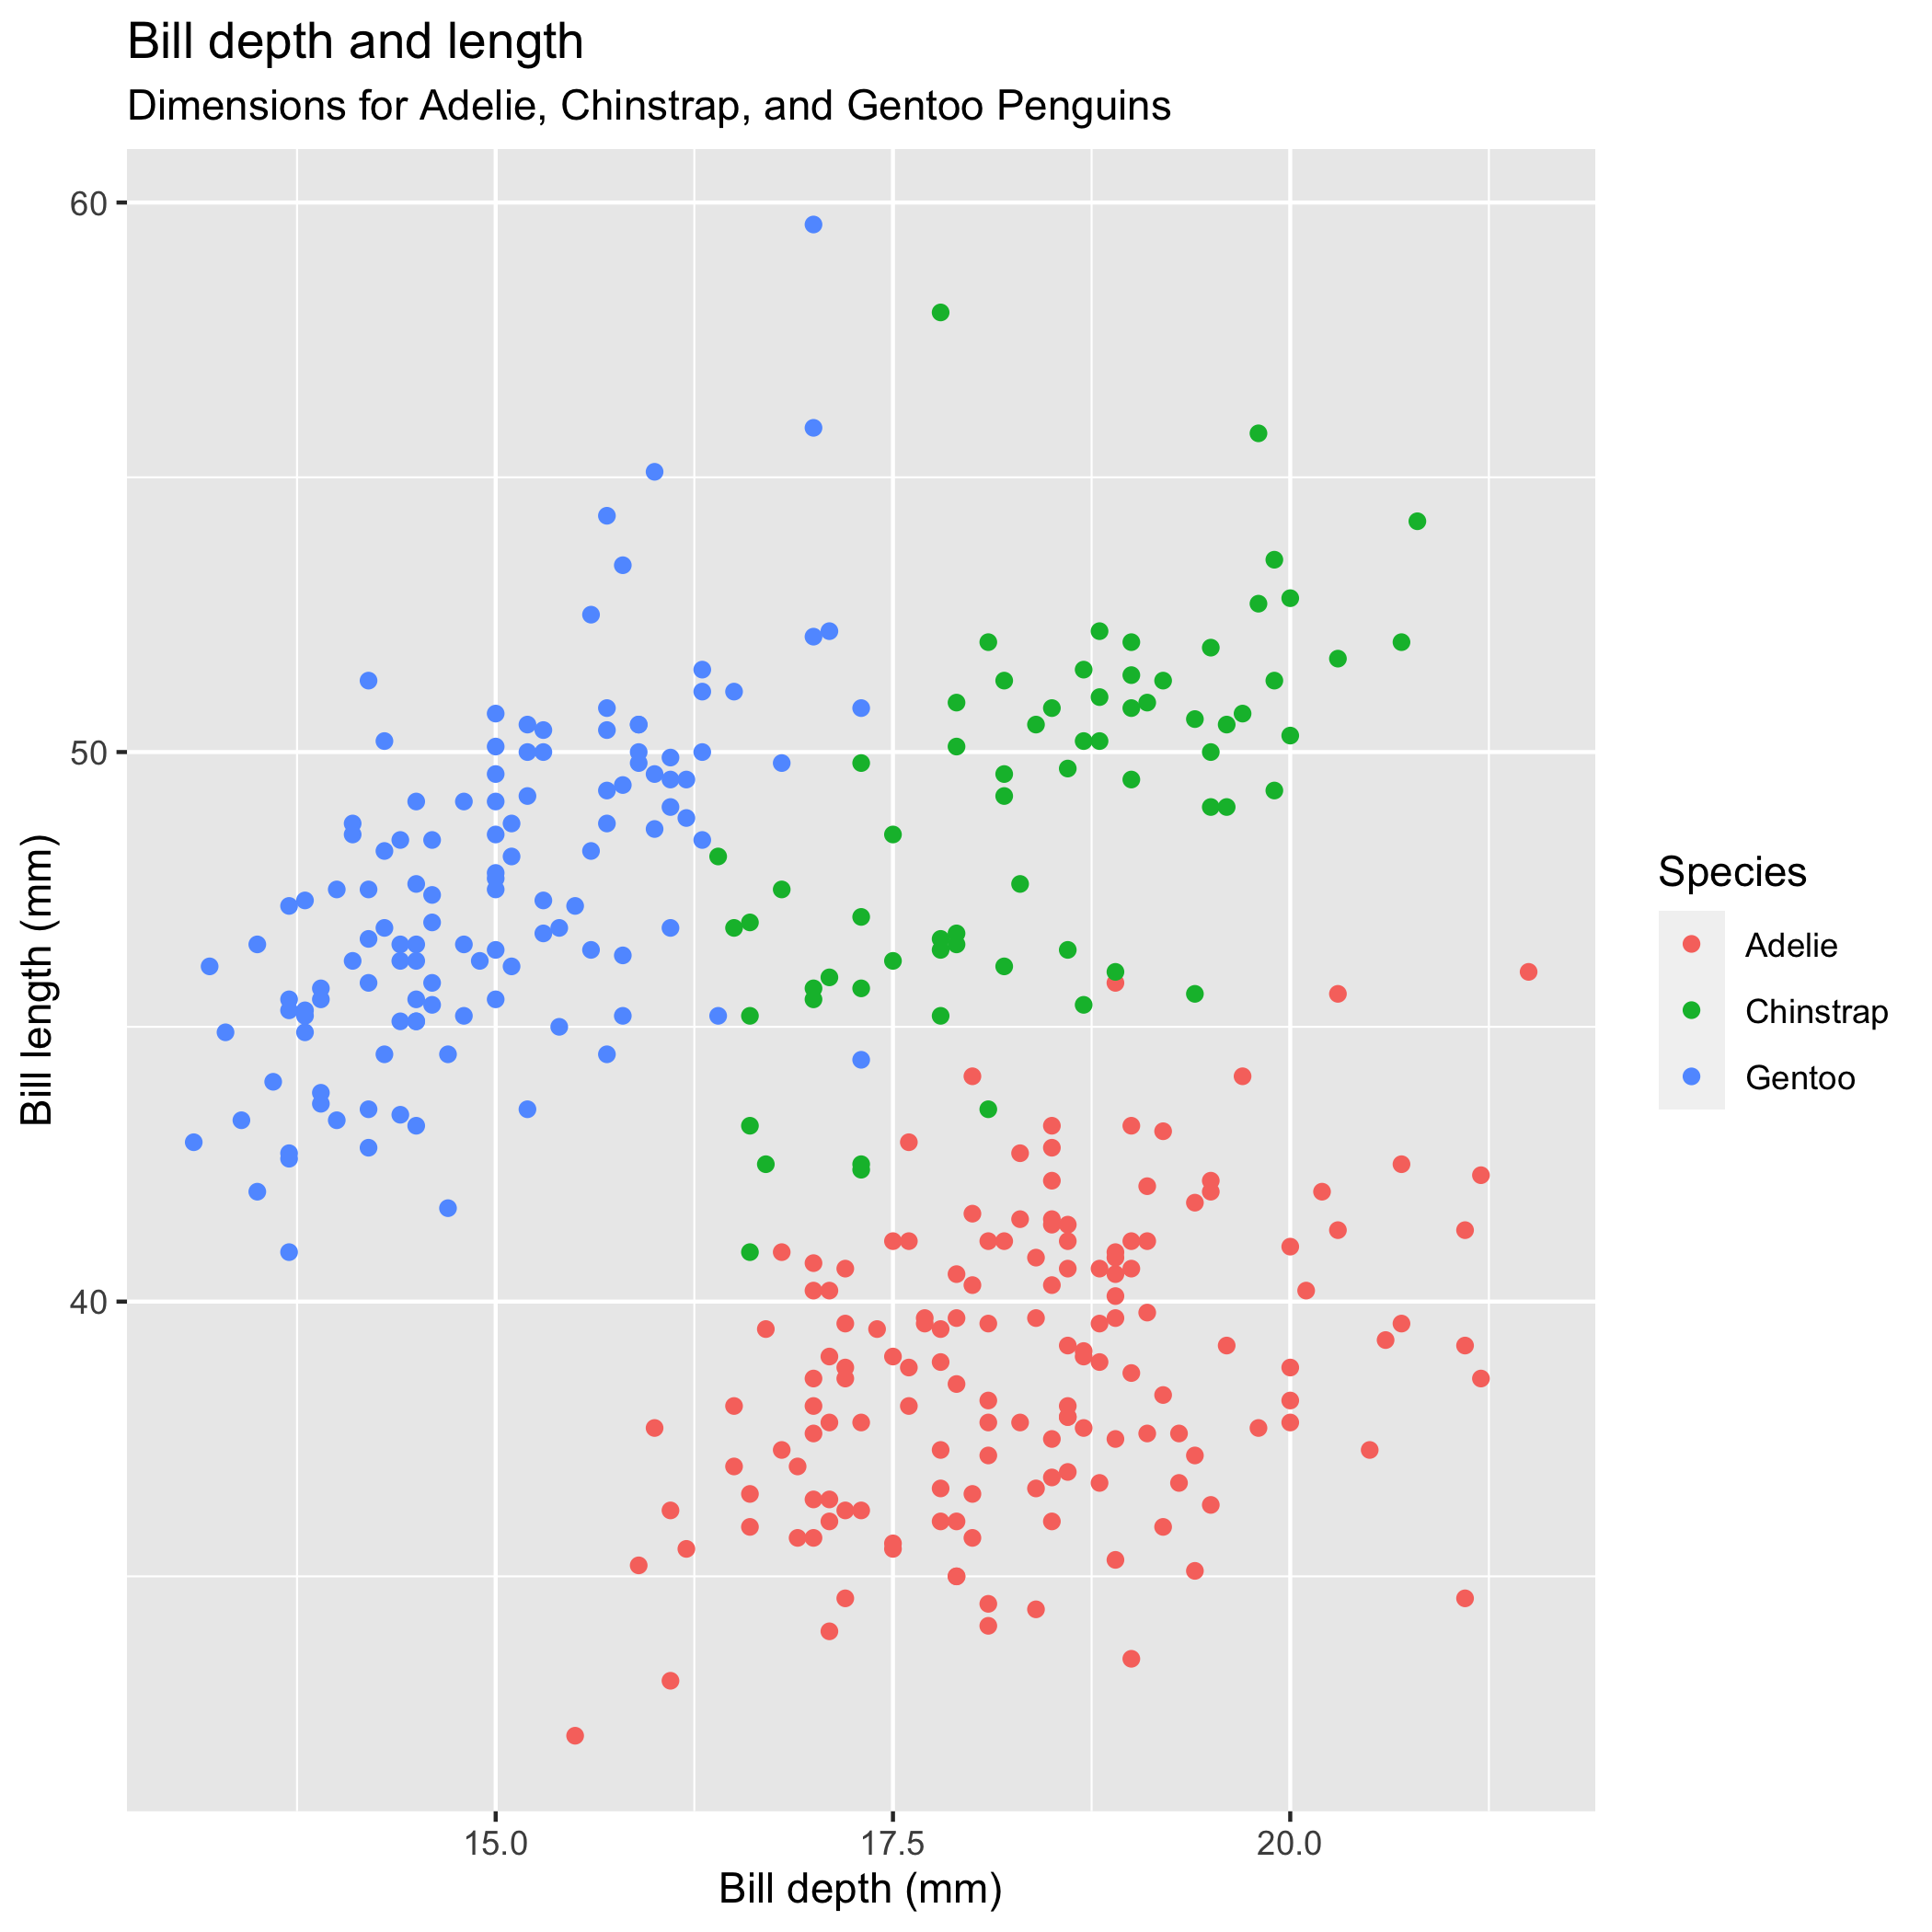 Bill depth and length
Dimensions for Adelie, Chinstrap, and Gentoo Penguins
60
50
40
Bill length (mm)
15.0
17.5
20.0
Bill depth (mm)
Species
Adelie
Chinstrap
Gentoo